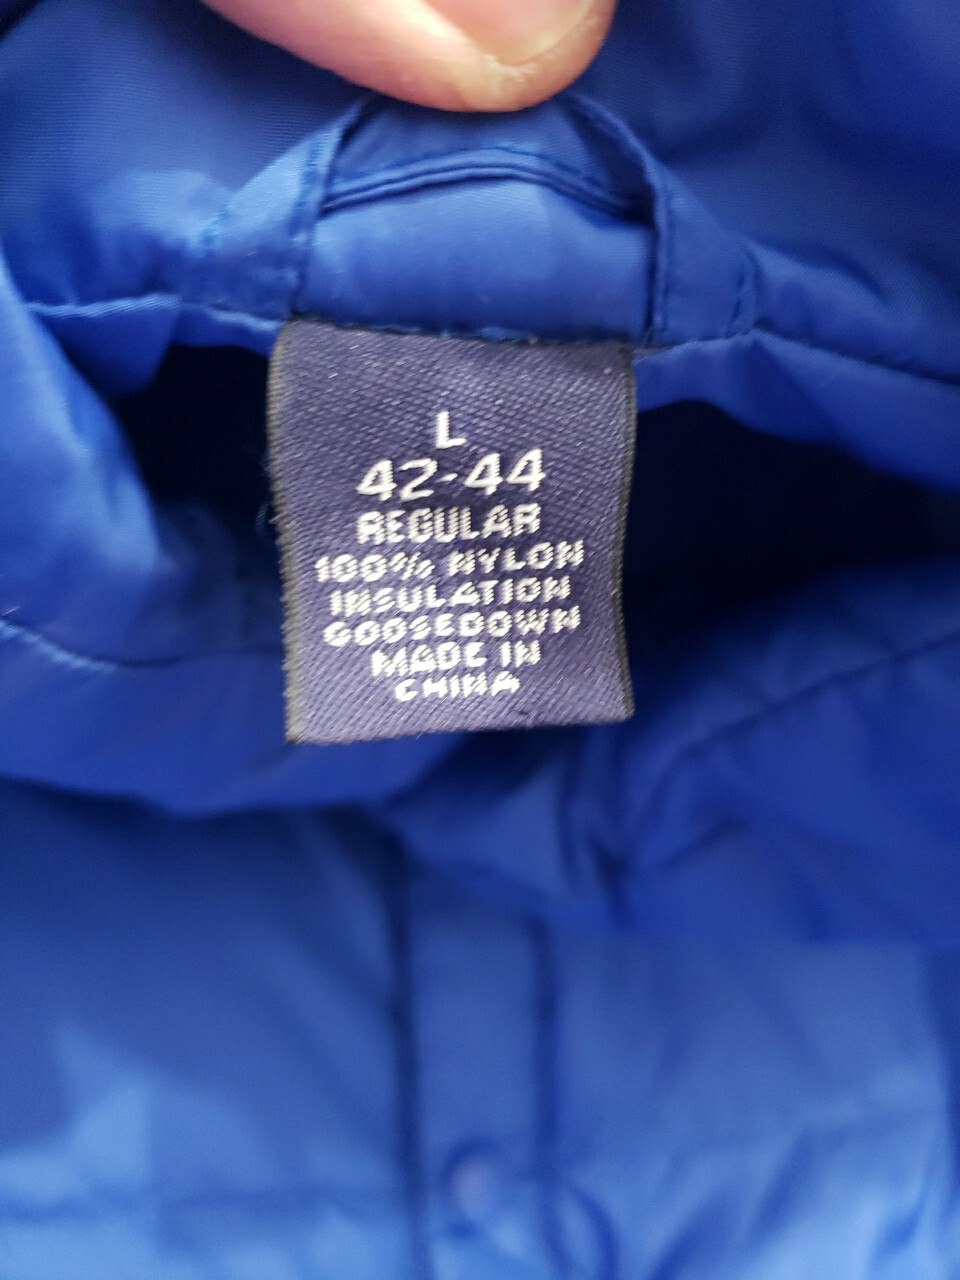 L
42-44
REGULAR
100% NYLON
INSULATION
GOOSEDOWN
MADE IN
CHINA